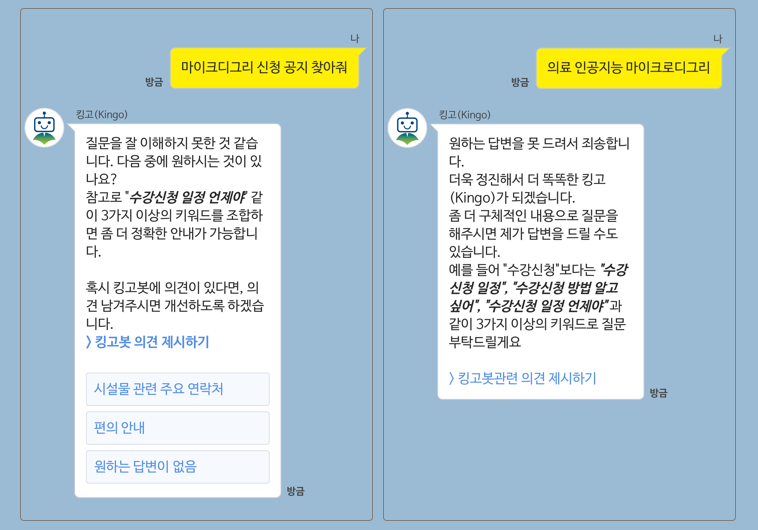 나
마이크디그리 신청 공지 찾아줘
방금
킹고(Kingo)
질문을 잘 이해하지 못한 것 같습
니다. 다음 중에 원하시는 것이 있
나요?
참고로 "수강신청 일정 언제야" 같
이 3가지 이상의 키워드를 조합하
면 좀 더 정확한 안내가 가능합니
다.
혹시 킹고봇에 의견이 있다면, 의
견 남겨주시면 개선하도록 하겠습
니다.
> 킹고봇 의견 제시하기
시설물 관련 주요 연락처
편의 안내
원하는 답변이 없음
방금
나
의료 인공지능 마이크로디그리
방금
킹고(Kingo)
원하는 답변을 못 드려서 죄송합니
다.
더욱 정진해서 더 똑똑한 킹고
(Kingo)가 되겠습니다.
좀 더 구체적인 내용으로 질문을
해주시면 제가 답변을 드릴 수도
있습니다.
예를 들어 "수강신청"보다는 "수강
신청 일정", "수강신청 방법 알고
싶어", "수강신청 일정 언제야"과
같이 3가지 이상의 키워드로 질문
부탁드릴게요
> 킹고봇관련 의견 제시하기
방금